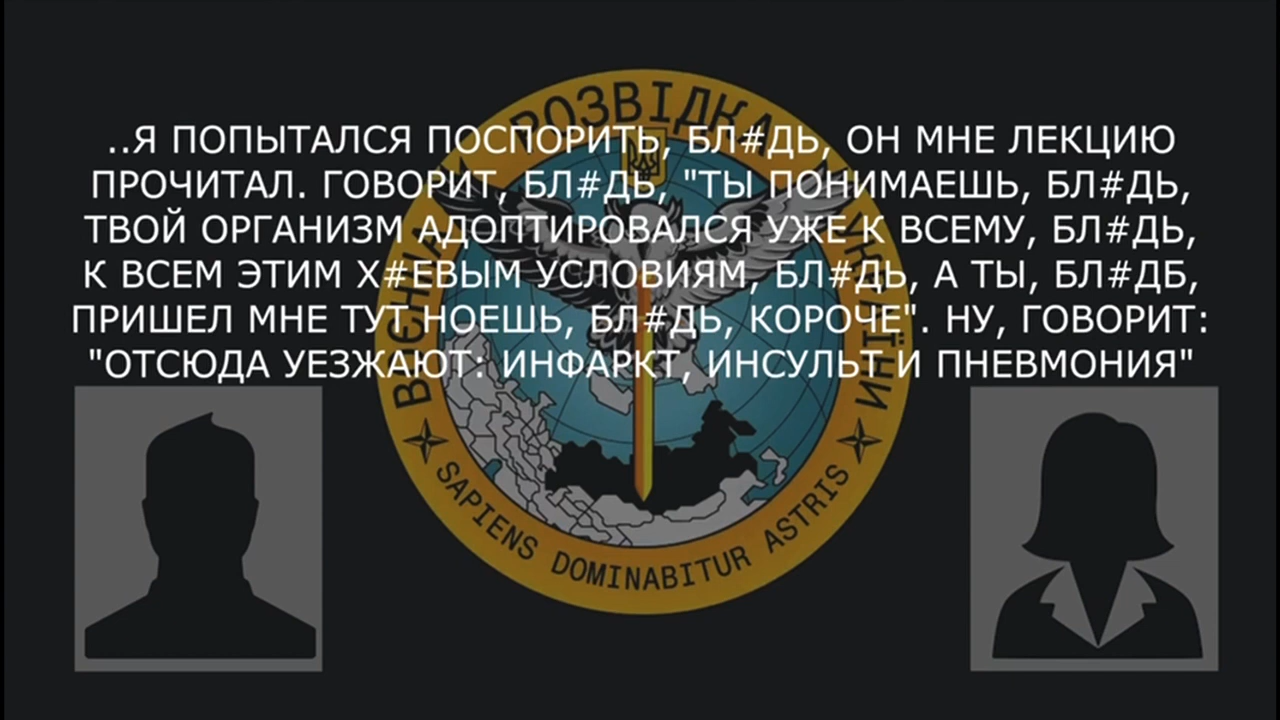 ..Я ПОПЫТАЛСЯ ПОСПОРИТЬ, БЛ#ДЬ, ОН МНЕ ЛЕКЦИЮ
ПРОЧИТАЛ. ГОВОРИТ, БЛ#ДЬ, "ТЫ ПОНИМАЕШЬ, БЛ#ДЬ,
ТВОЙ ОРГАНИЗМ АДОПТИРОВАЛСЯ УЖЕ К ВСЕМУ, БЛ#ДЬ,
К ВСЕМ ЭТИМ Х#ЕВЫМ УСЛОВИЯМ, БЛ#ДЬ, А ТЫ, БЛ#ДБ,
ПРИШЕЛ МНЕ ТУТ НОЕШЬ, БЛ#ДЬ, КОРОЧЕ". НУ, ГОВОРИТ:
"ОТСЮДА УЕЗЖАЮТ: ИНФАРКТ, ИНСУЛЬТ И ПНЕВМОНИЯ"
РОЗВІДКА
SAPIENS DOMINABITUR ASTRIS